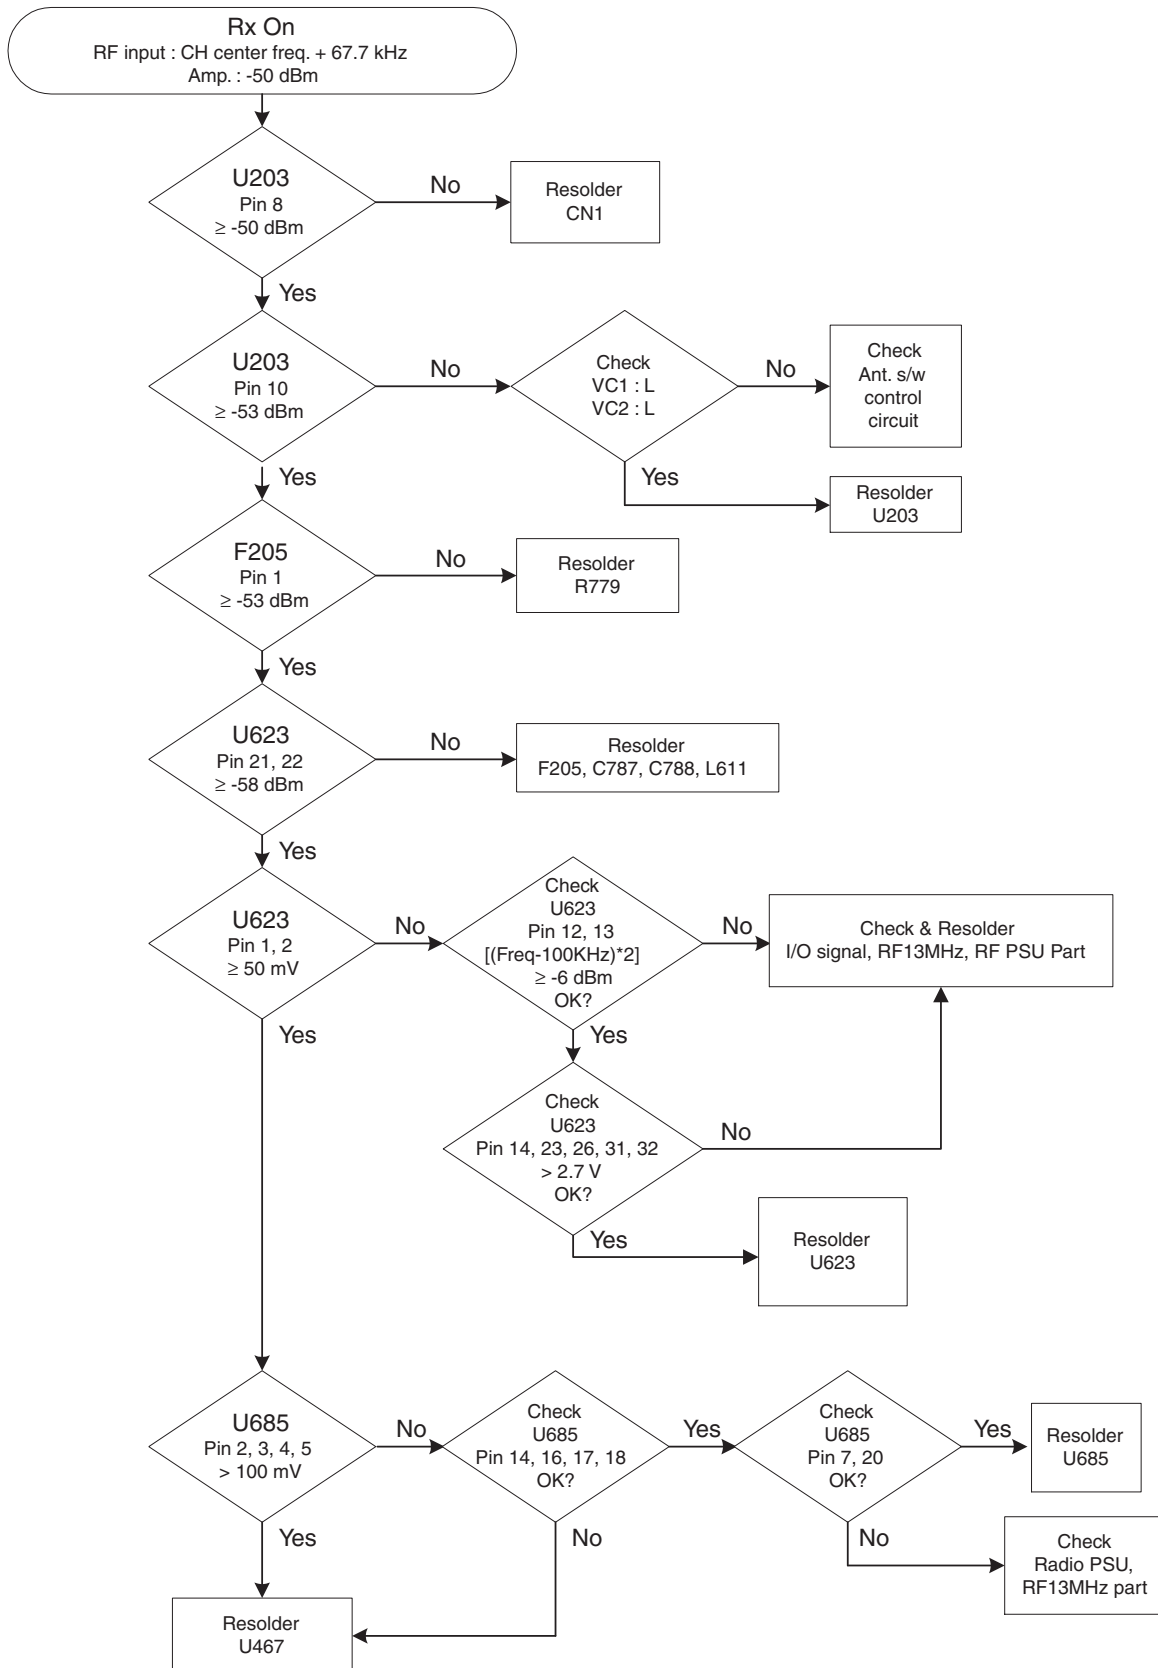 Rx On
RF input : CH center freq. + 67.7 kHz
Amp. : -50 dBm
U203
Pin 8
≥ -50 dBm
No
Resolder
CN1
Yes
U203
Pin 10
≥ -53 dBm
No
Check
VC1 : L
VC2 : L
No
Check
Ant. s/w
control
circuit
Yes
Yes
Resolder
U203
F205
Pin 1
≥ -53 dBm
No
Resolder
R779
Yes
U623
Pin 21, 22
≥ -58 dBm
No
Resolder
F205, C787, C788, L611
Yes
U623
Pin 1, 2
≥ 50 mV
No
Check
U623
Pin 12, 13
[(Freq-100KHz)*2]
≥ -6 dBm
OK?
No
Check & Resolder
I/O signal, RF13MHz, RF PSU Part
Yes
Yes
Check
U623
Pin 14, 23, 26, 31, 32
> 2.7 V
OK?
No
Yes
Resolder
U623
U685
Pin 2, 3, 4, 5
> 100 mV
No
Check
U685
Pin 14, 16, 17, 18
OK?
Yes
Check
U685
Pin 7, 20
OK?
Yes
Resolder
U685
Yes
No
No
Check
Radio PSU,
RF13MHz part
Resolder
U467